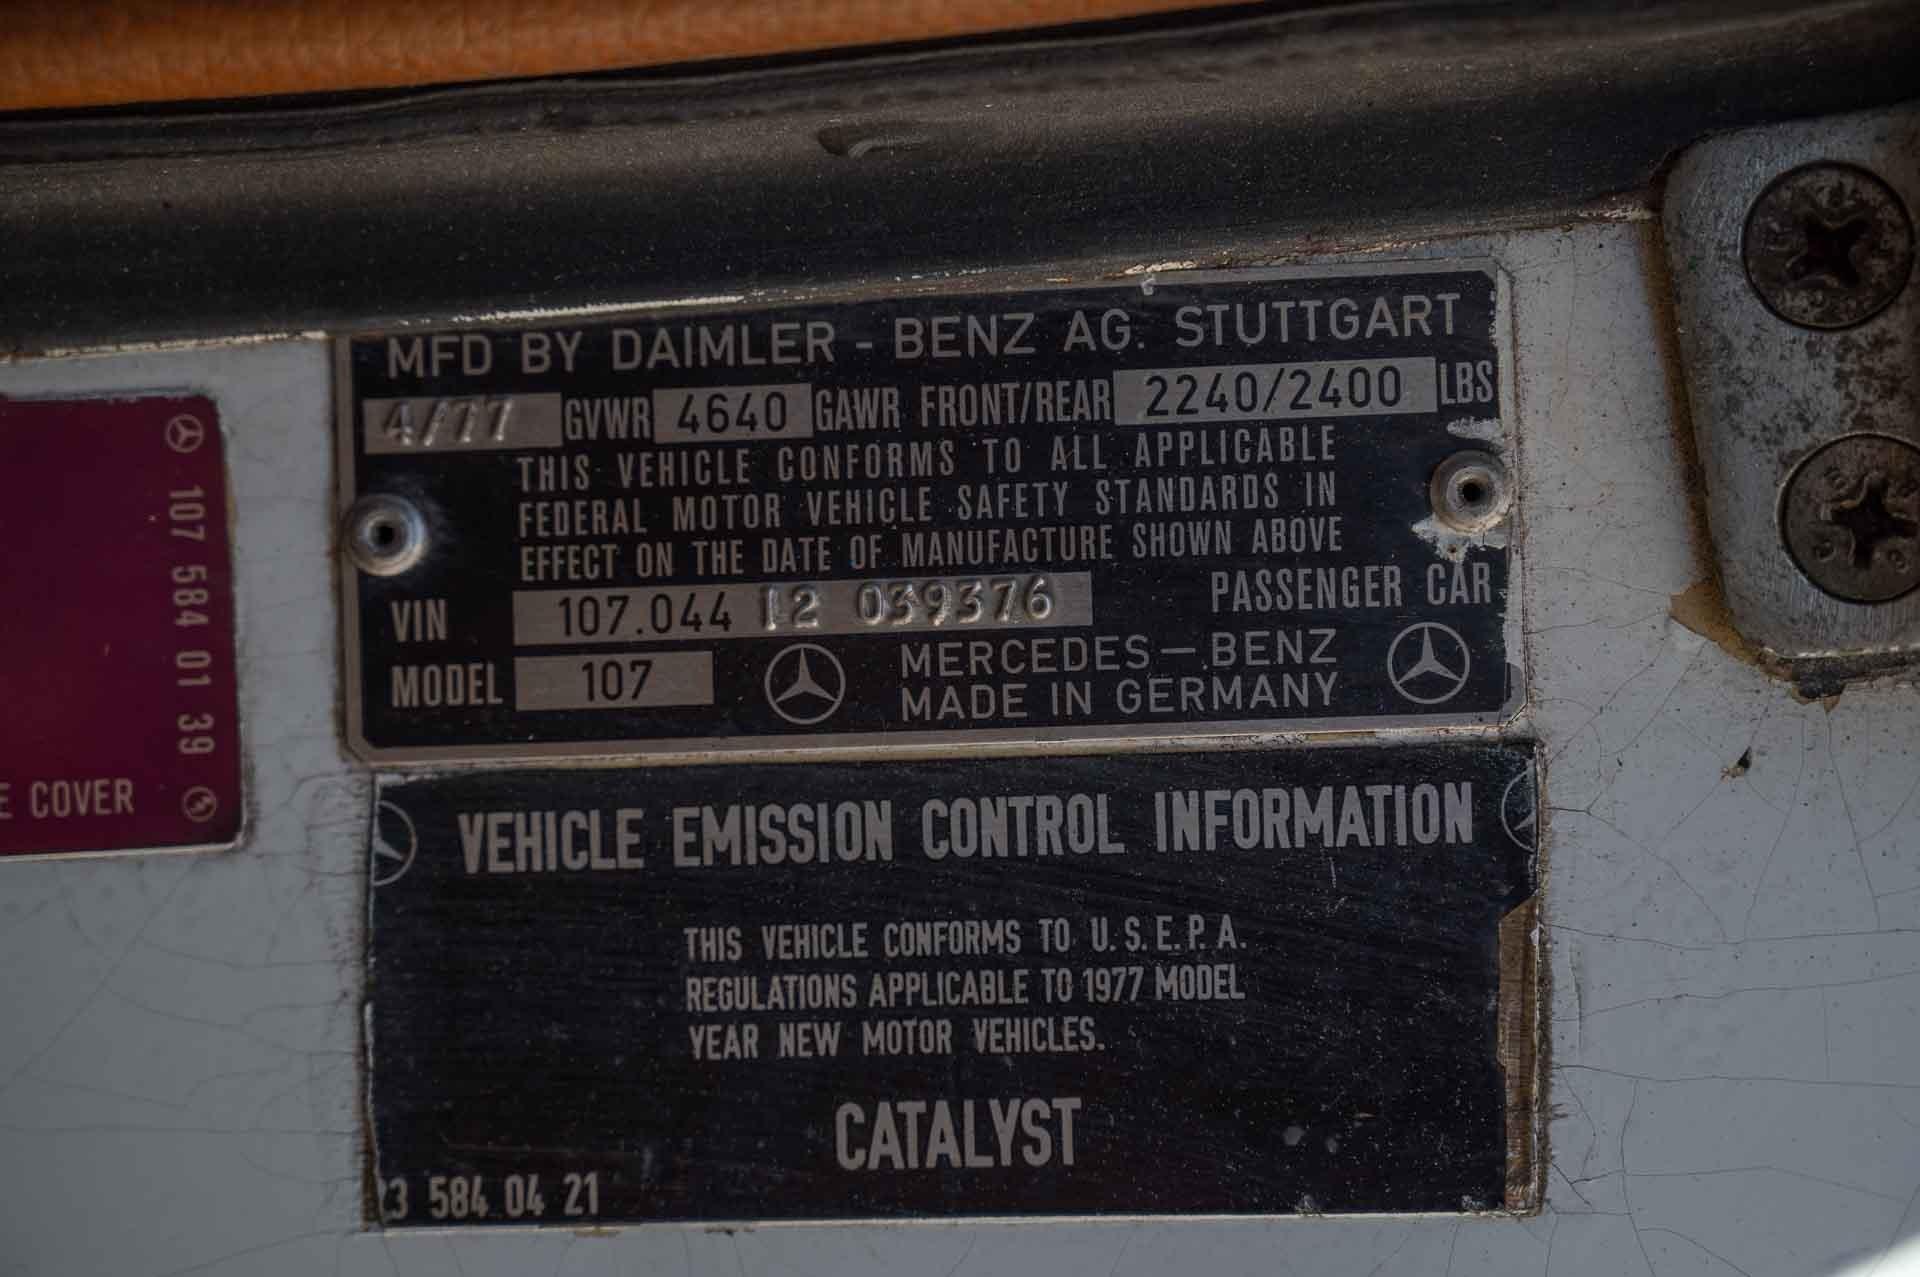 MFD BY DAIMLER - BENZ AG. STUTTGART
4/77 GVWR 4640 GAWR FRONT/REAR 2240/2400 LBS
THIS VEHICLE CONFORMS TO ALL APPLICABLE
FEDERAL MOTOR VEHICLE SAFETY STANDARDS IN
EFFECT ON THE DATE OF MANUFACTURE SHOWN ABOVE
VIN 107.044 12 039376 PASSENGER CAR
MODEL 107 MERCEDES-BENZ
MADE IN GERMANY
107 584 01 39
E COVER
VEHICLE EMISSION CONTROL INFORMATION
THIS VEHICLE CONFORMS TO U.S.E.P.A.
REGULATIONS APPLICABLE TO 1977 MODEL
YEAR NEW MOTOR VEHICLES.
CATALYST
3 584 04 21